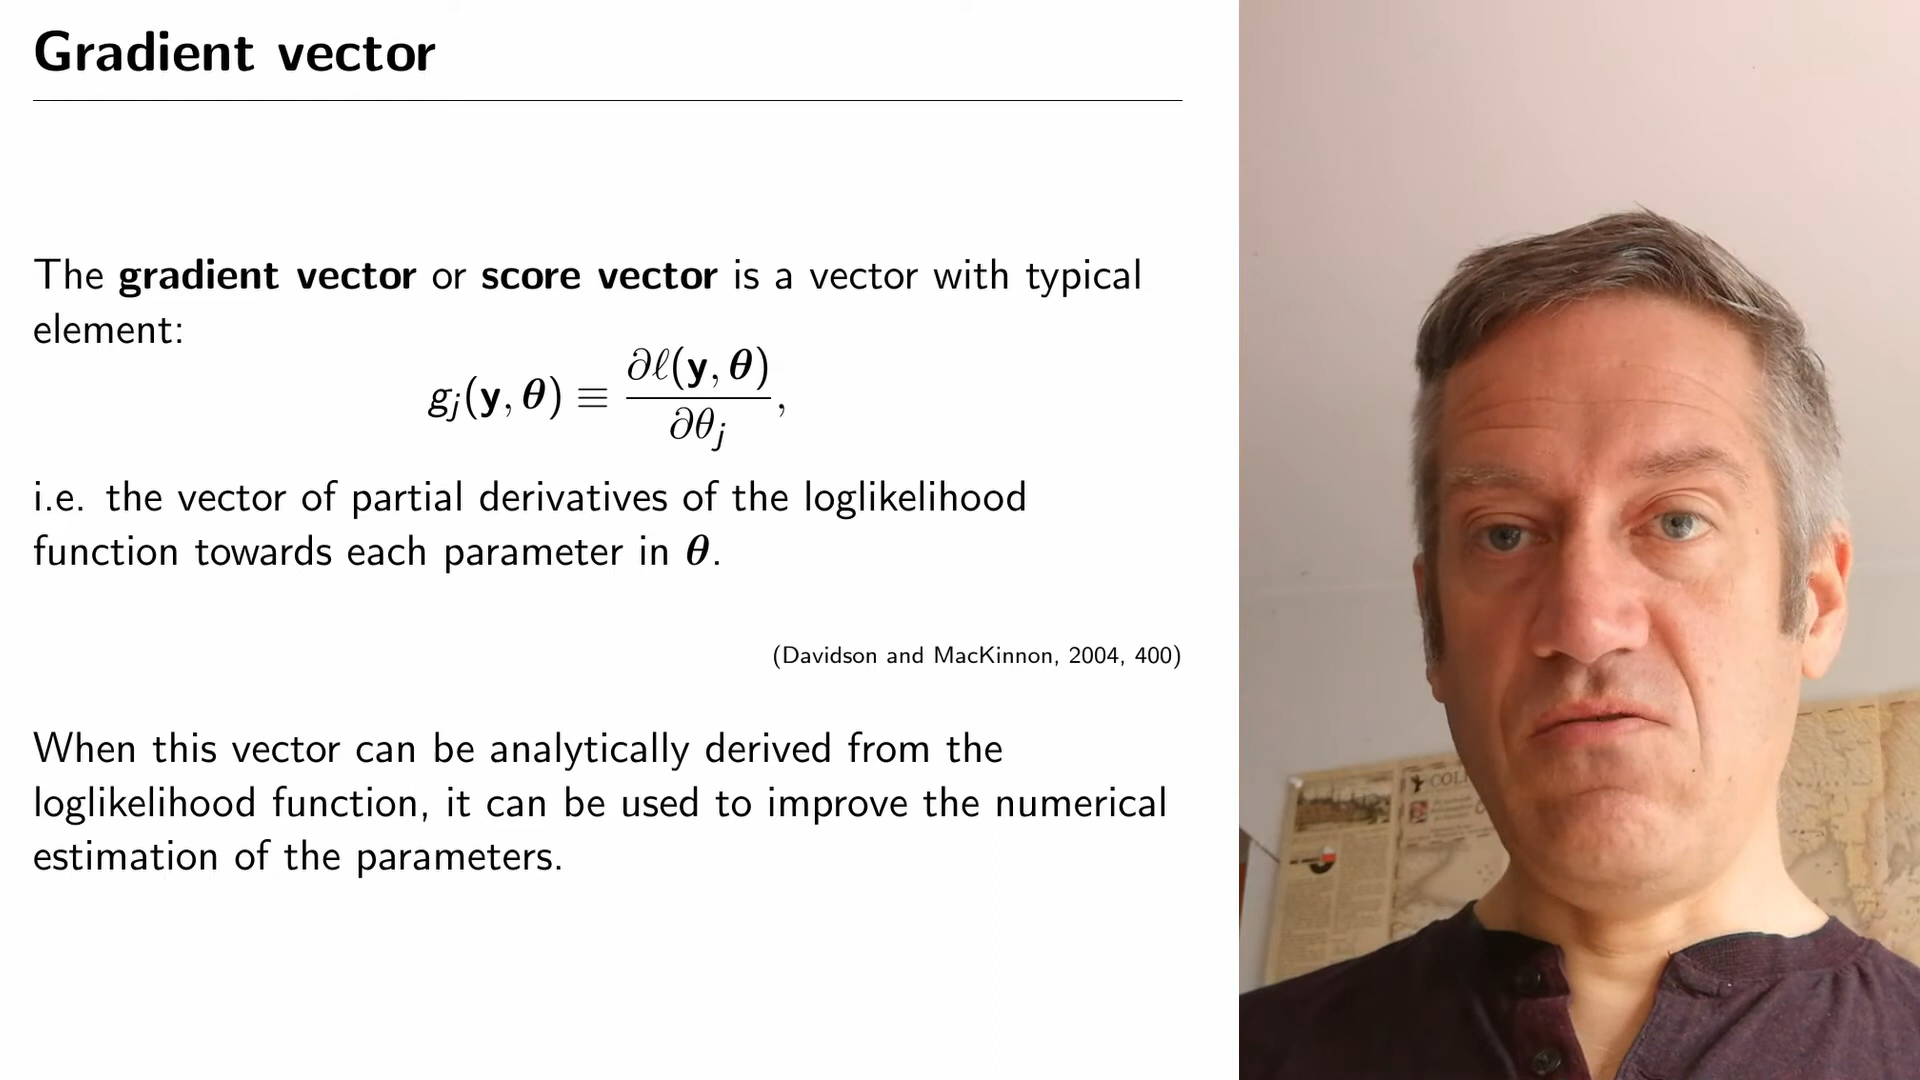 Gradient vector
The gradient vector or score vector is a vector with typical
element:
g_j(y, θ) ≡ ∂ℓ(y, θ) / ∂θ_j,
i.e. the vector of partial derivatives of the loglikelihood
function towards each parameter in θ.
(Davidson and MacKinnon, 2004, 400)
When this vector can be analytically derived from the
loglikelihood function, it can be used to improve the numerical
estimation of the parameters.